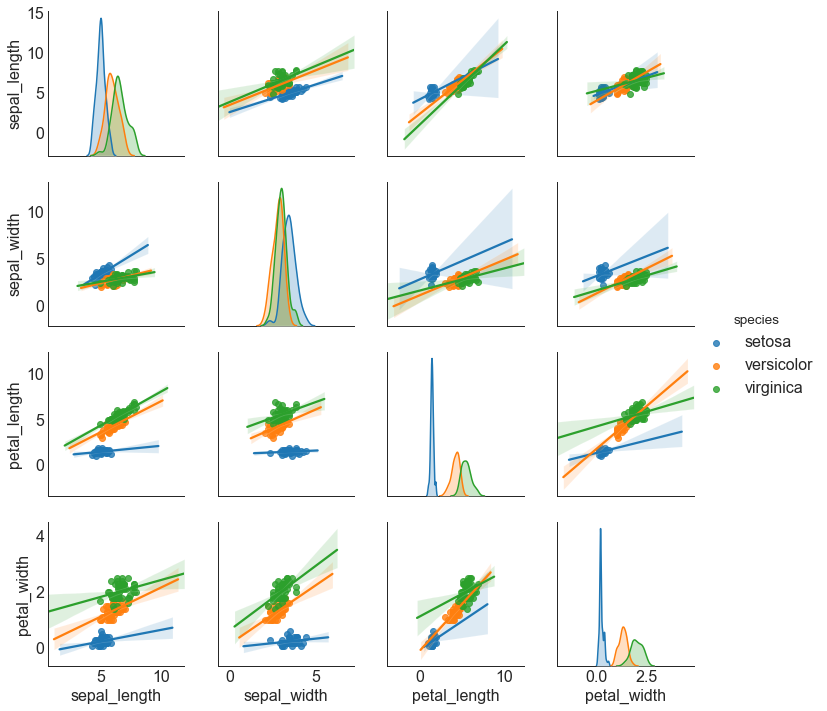 sepal_length
15
10
5
0
sepal_width
10
5
0
petal_length
10
5
0
petal_width
4
2
0
5 10
0 5
0 10
0.0 2.5
sepal_length sepal_width petal_length petal_width
species
setosa
versicolor
virginica